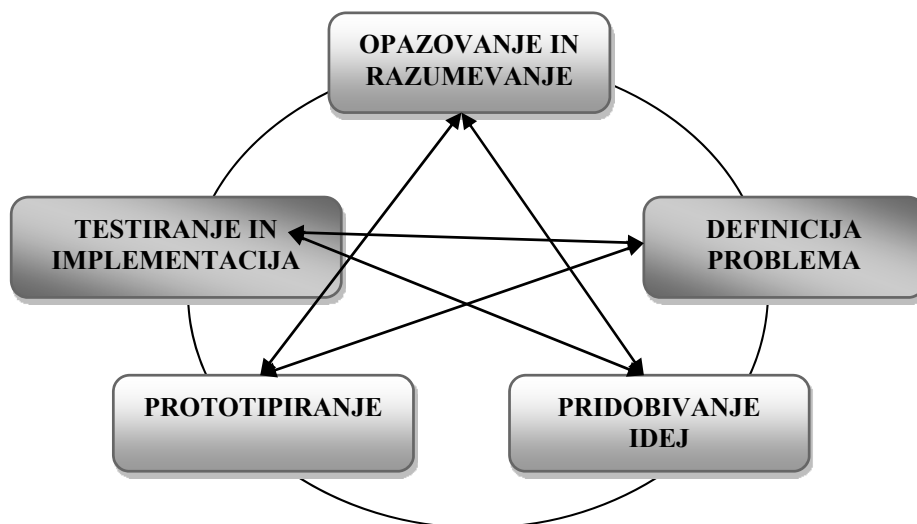 OPAZOVANJE IN
RAZUMEVANJE
TESTIRANJE IN
IMPLEMENTACIJA
DEFINICIJA
PROBLEMA
PROTOTIPIRANJE
PRIDOBIVANJE
IDEJ